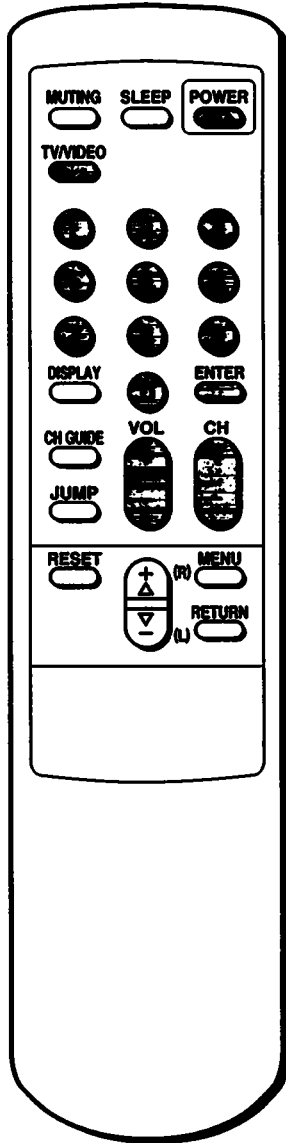 MUTING SLEEP POWER
TV/VIDEO
DISPLAY ENTER
CH GUIDE VOL CH
JUMP
RESET + (R) MENU
− (L) RETURN